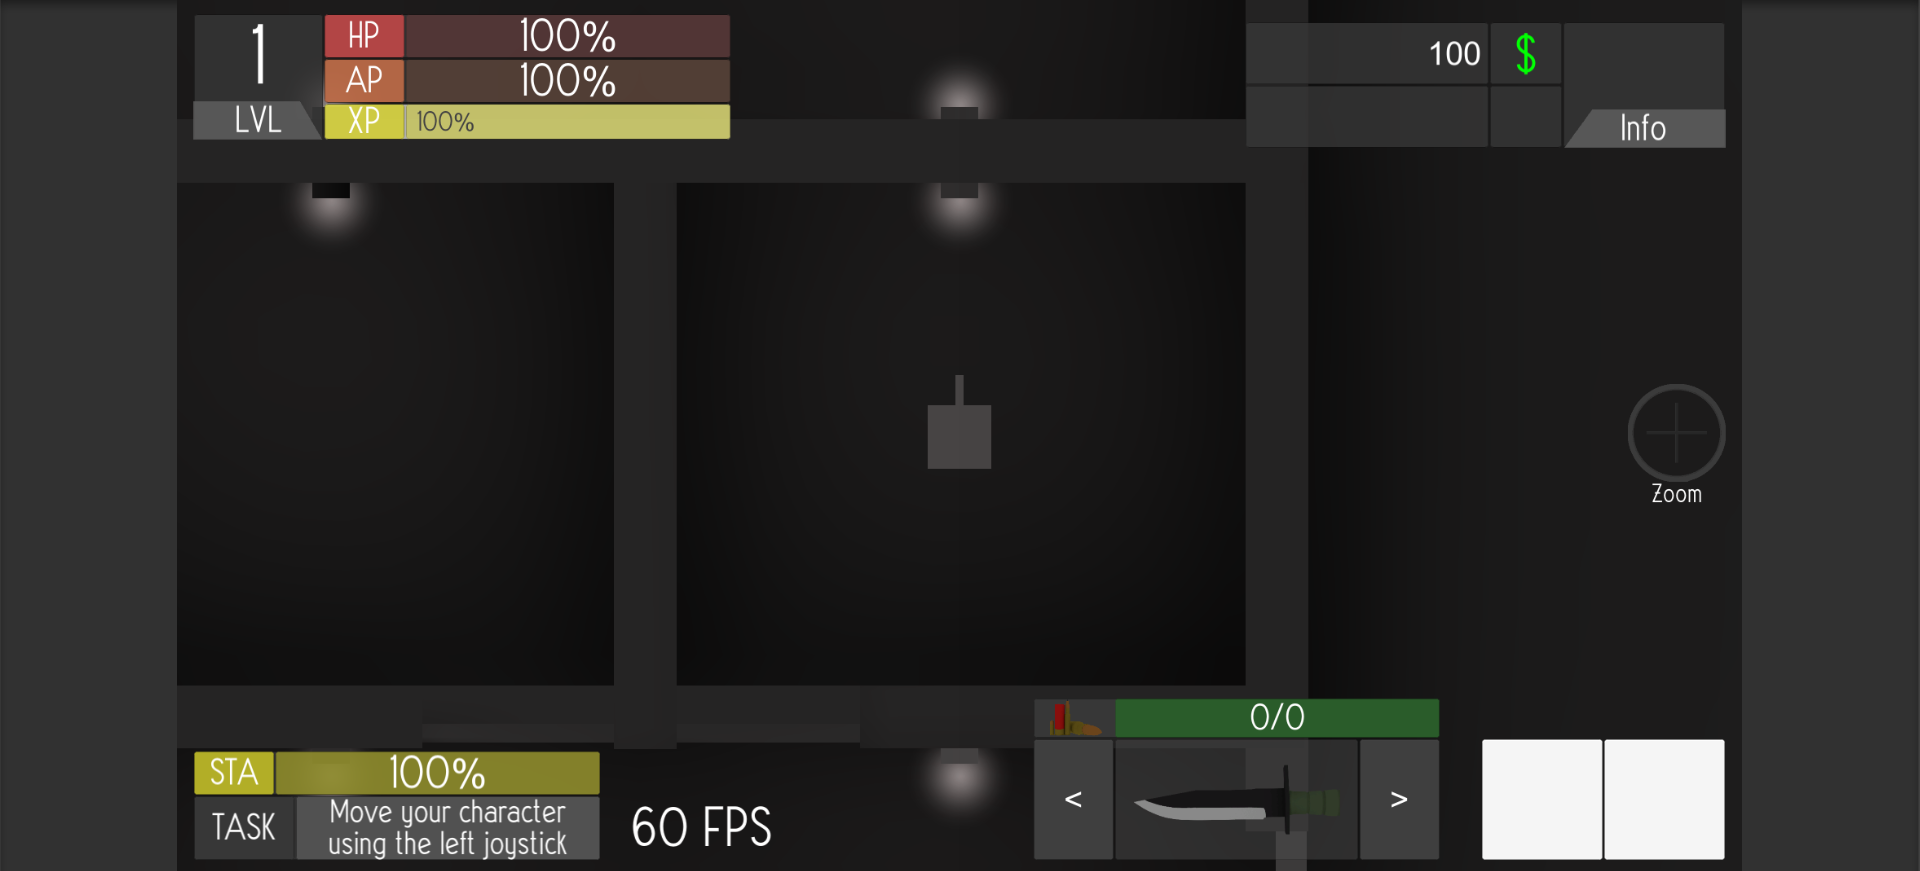 1
LVL
HP 100%
AP 100%
XP 100%
100 $
Info
Zoom
0/0
< >
STA 100%
TASK
Move your character
using the left joystick
60 FPS